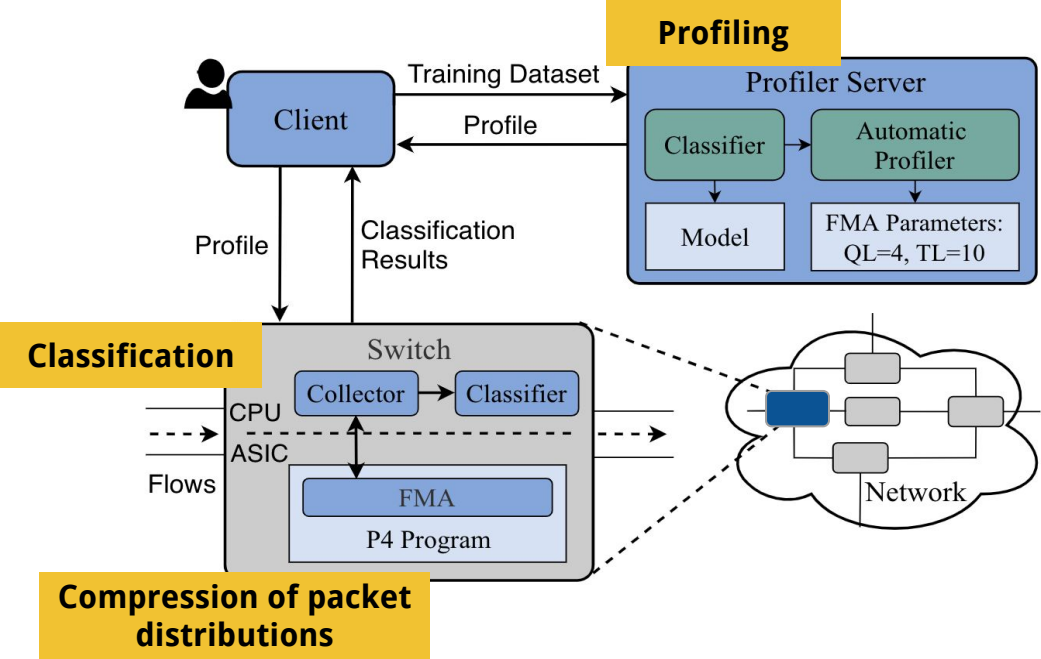 Profiling
Training Dataset
Profiler Server
Client
Profile
Classifier
Automatic
Profiler
Model
FMA Parameters:
QL=4, TL=10
Profile
Classification
Results
Classification
Switch
Collector
Classifier
CPU
ASIC
Flows
FMA
P4 Program
Network
Compression of packet
distributions